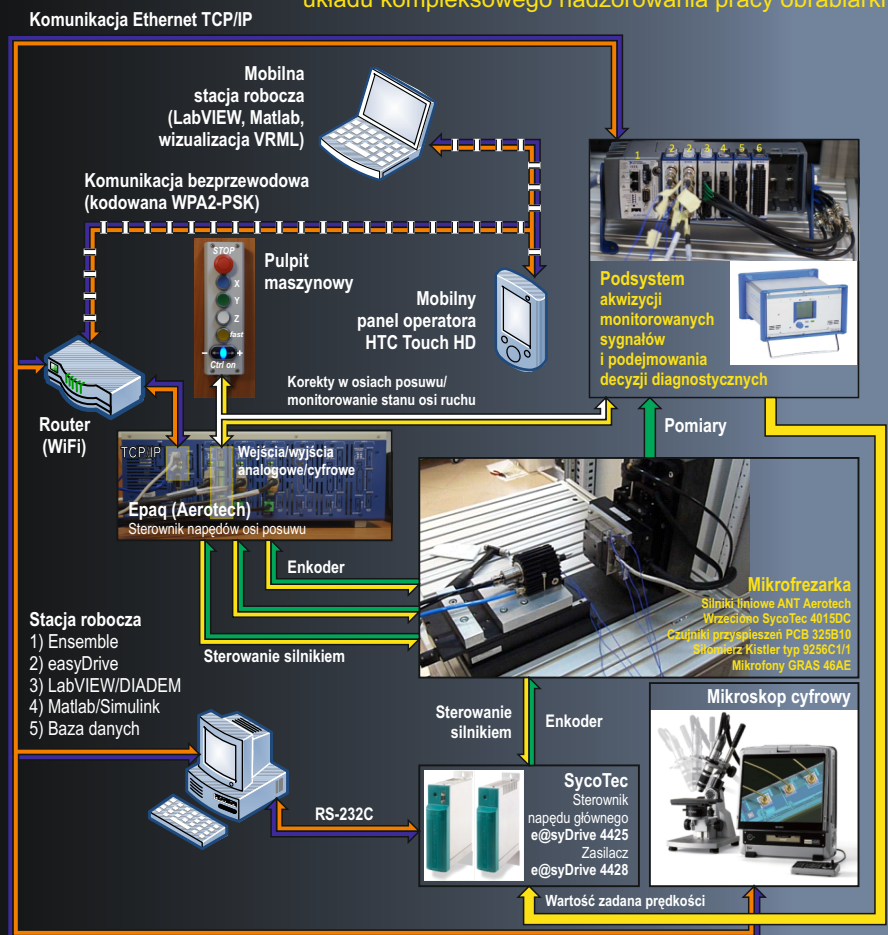 układu kompleksowego nadzorowania pracy obrabiarki
Komunikacja Ethernet TCP/IP
Mobilna
stacja robocza
(LabVIEW, Matlab,
wizualizacja VRML)
Komunikacja bezprzewodowa
(kodowana WPA2-PSK)
1 2 2 3 4 5 6
STOP
X
Y
Z
fast
- +
Ctrl on
Pulpit
maszynowy
Mobilny
panel operatora
HTC Touch HD
Podsystem
akwizycji
monitorowanych
sygnałów
i podejmowania
decyzji diagnostycznych
Korekty w osiach posuwu/
monitorowanie stanu osi ruchu
Router
(WiFi)
Pomiary
TCP/IP
Wejścia/wyjścia
analogowe/cyfrowe
Epaq (Aerotech)
Sterownik napędów osi posuwu
Enkoder
Sterowanie silnikiem
Mikrofrezarka
Silniki liniowe ANT Aerotech
Wrzeciono SycoTec 4015DC
Czujniki przyspieszeń PCB 325B10
Siłomierz Kistler typ 9256C1/1
Mikrofony GRAS 46AE
Stacja robocza
1) Ensemble
2) easyDrive
3) LabVIEW/DIADEM
4) Matlab/Simulink
5) Baza danych
Sterowanie
silnikiem
Enkoder
Mikroskop cyfrowy
RS-232C
SycoTec
Sterownik
napędu głównego
e@syDrive 4425
Zasilacz
e@syDrive 4428
Wartość zadana prędkości